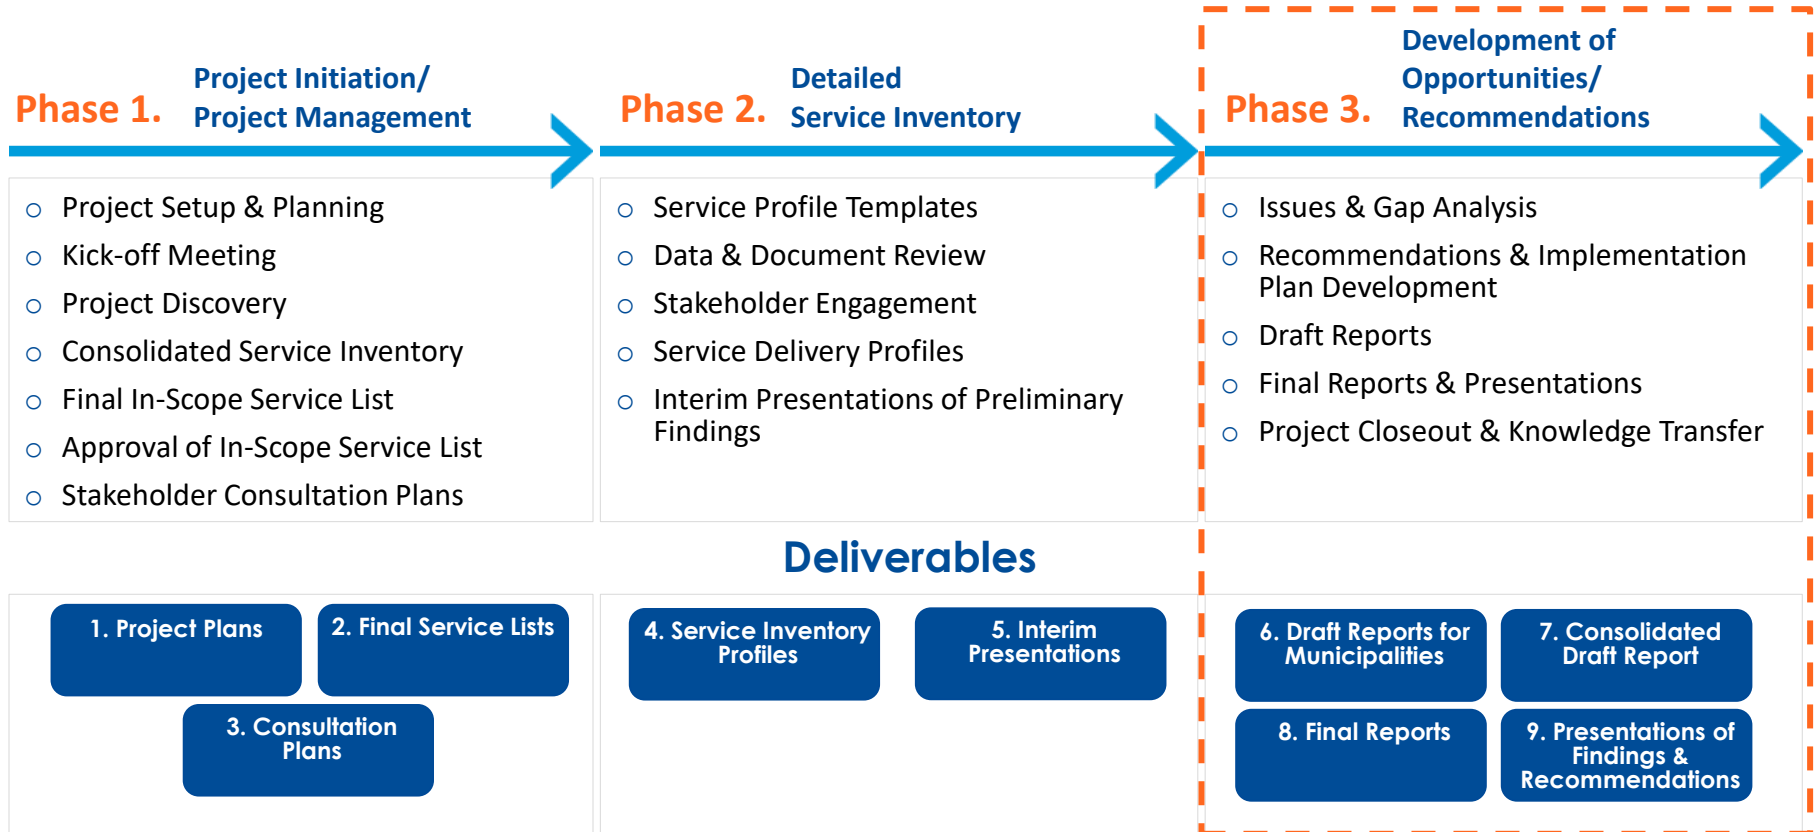 Phase 1.
Project Initiation/
Project Management
Phase 2.
Detailed
Service Inventory
Phase 3.
Development of
Opportunities/
Recommendations
Project Setup & Planning
Kick-off Meeting
Project Discovery
Consolidated Service Inventory
Final In-Scope Service List
Approval of In-Scope Service List
Stakeholder Consultation Plans
Service Profile Templates
Data & Document Review
Stakeholder Engagement
Service Delivery Profiles
Interim Presentations of Preliminary
Findings
Issues & Gap Analysis
Recommendations & Implementation
Plan Development
Draft Reports
Final Reports & Presentations
Project Closeout & Knowledge Transfer
Deliverables
1. Project Plans
2. Final Service Lists
3. Consultation
Plans
4. Service Inventory
Profiles
5. Interim
Presentations
6. Draft Reports for
Municipalities
7. Consolidated
Draft Report
8. Final Reports
9. Presentations of
Findings &
Recommendations